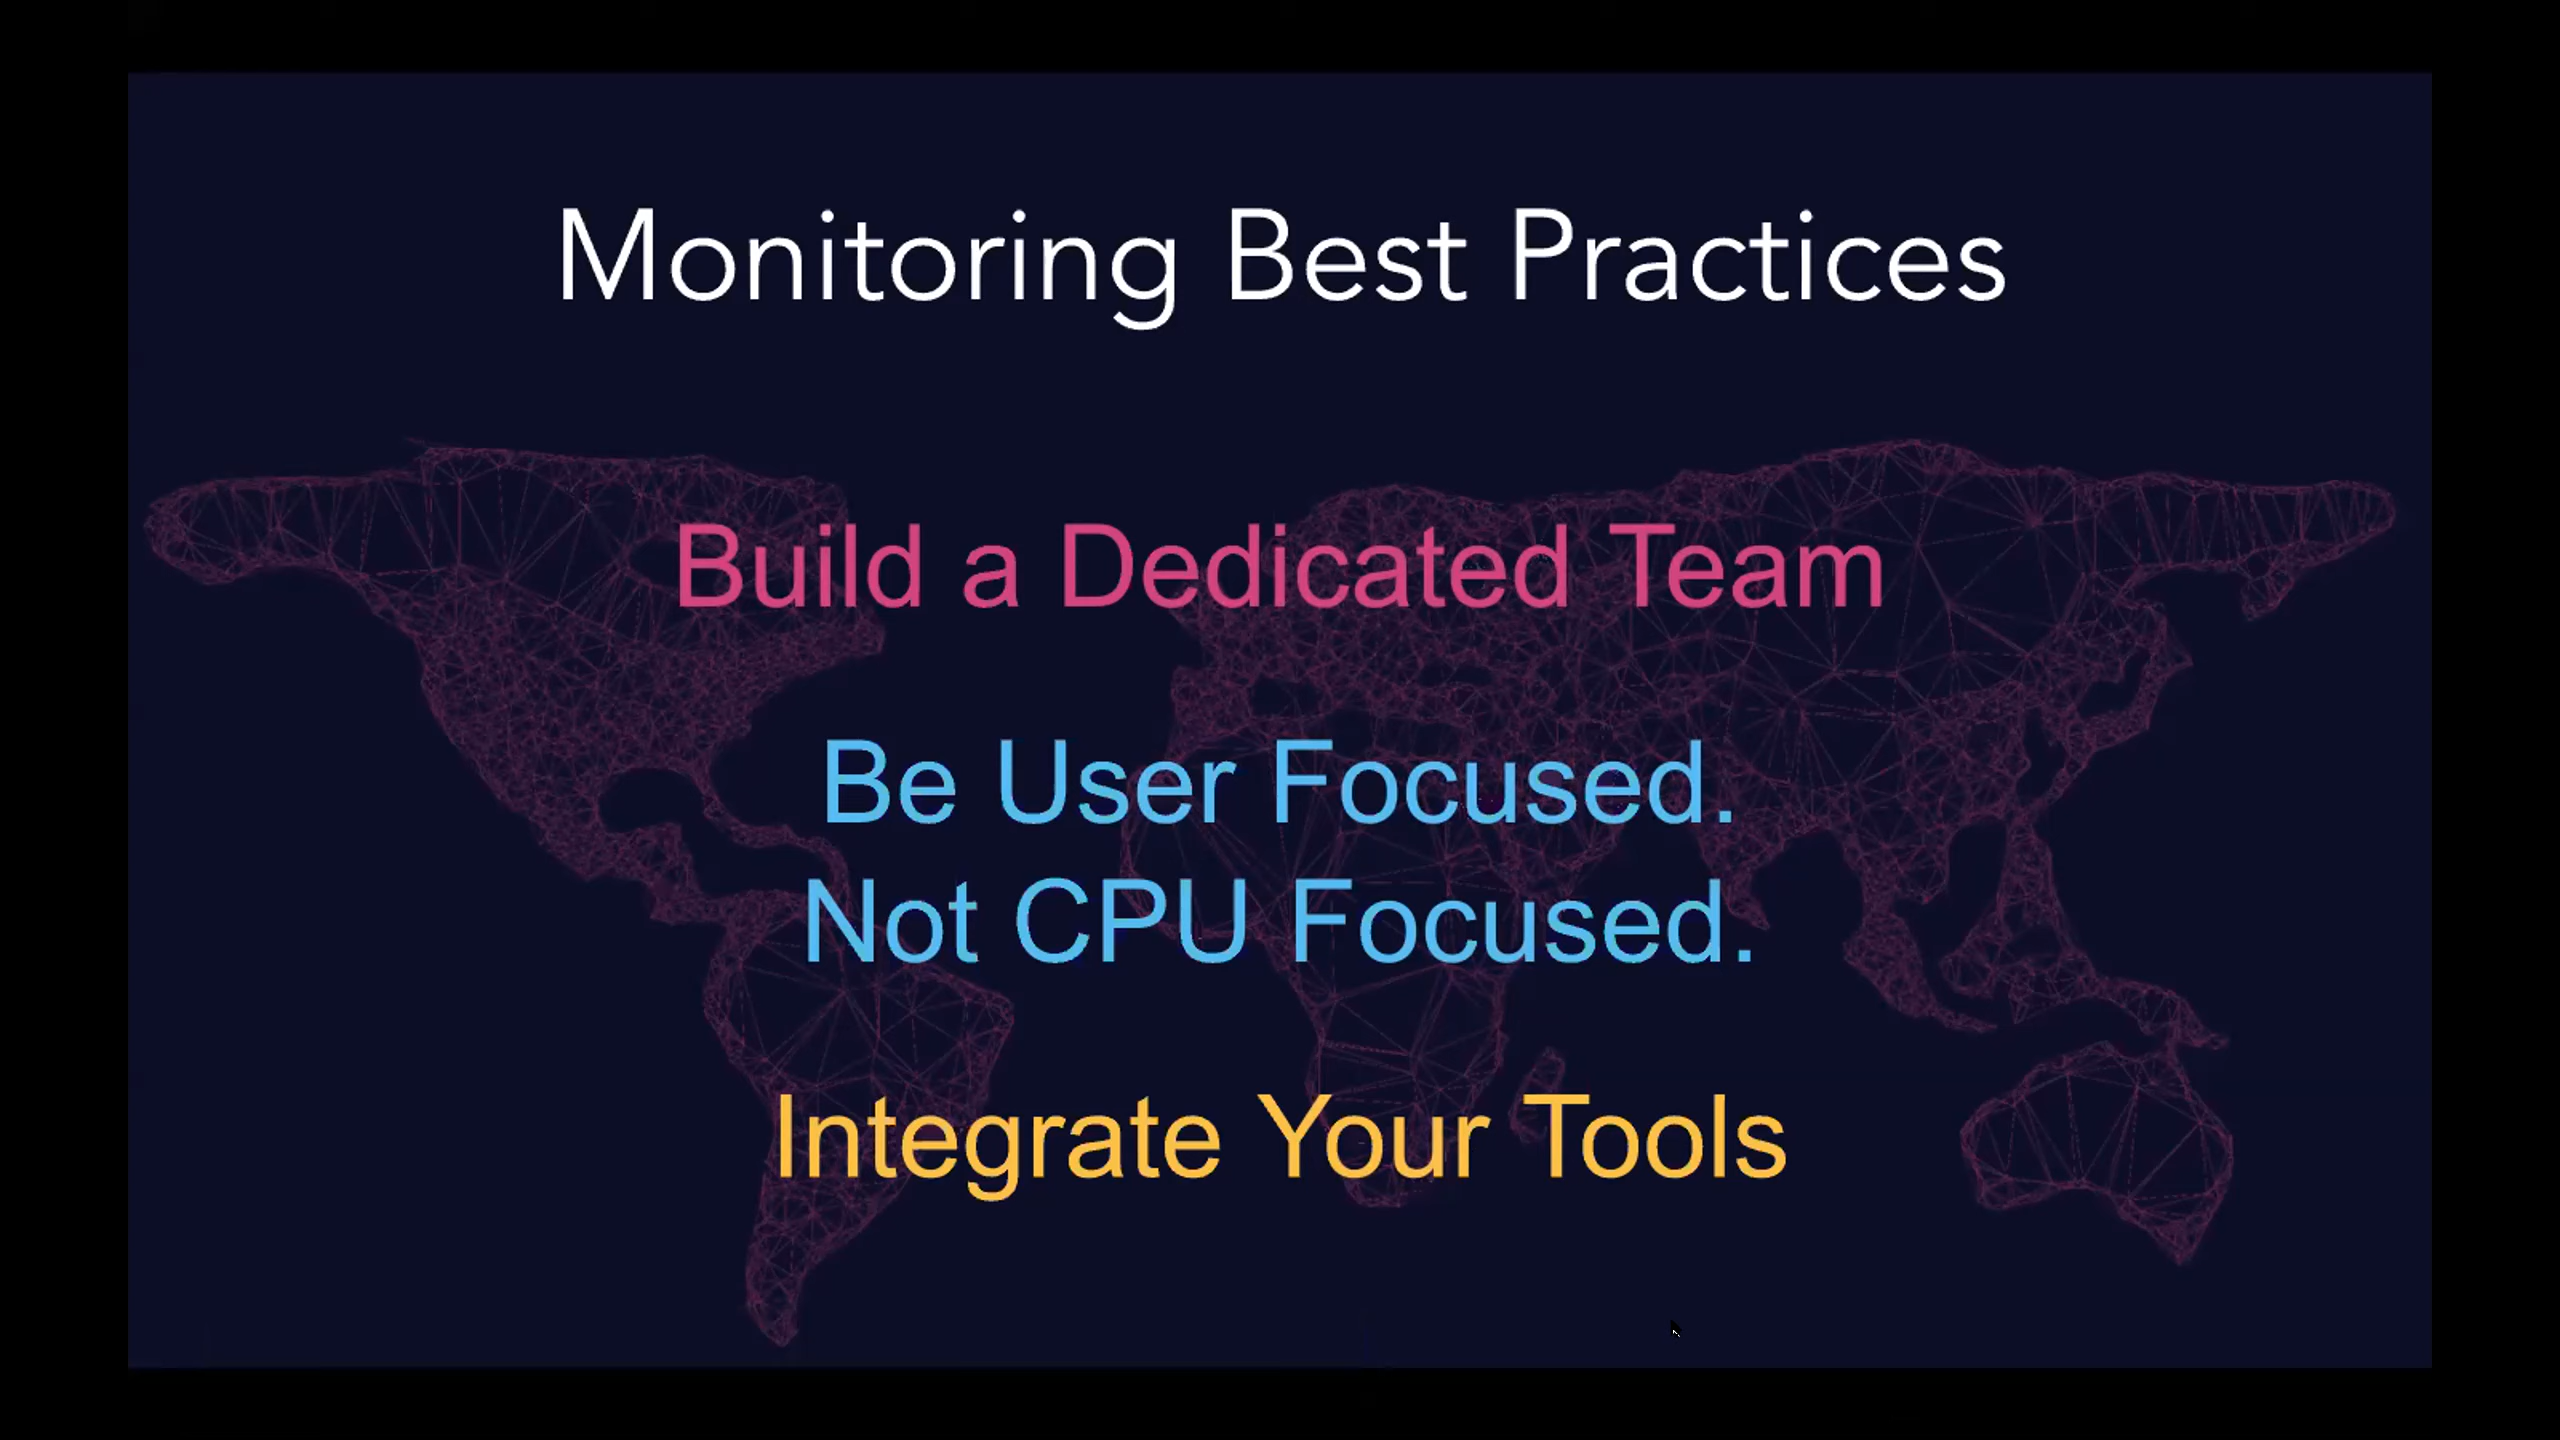 Monitoring Best Practices
Build a Dedicated Team
Be User Focused.
Not CPU Focused.
Integrate Your Tools